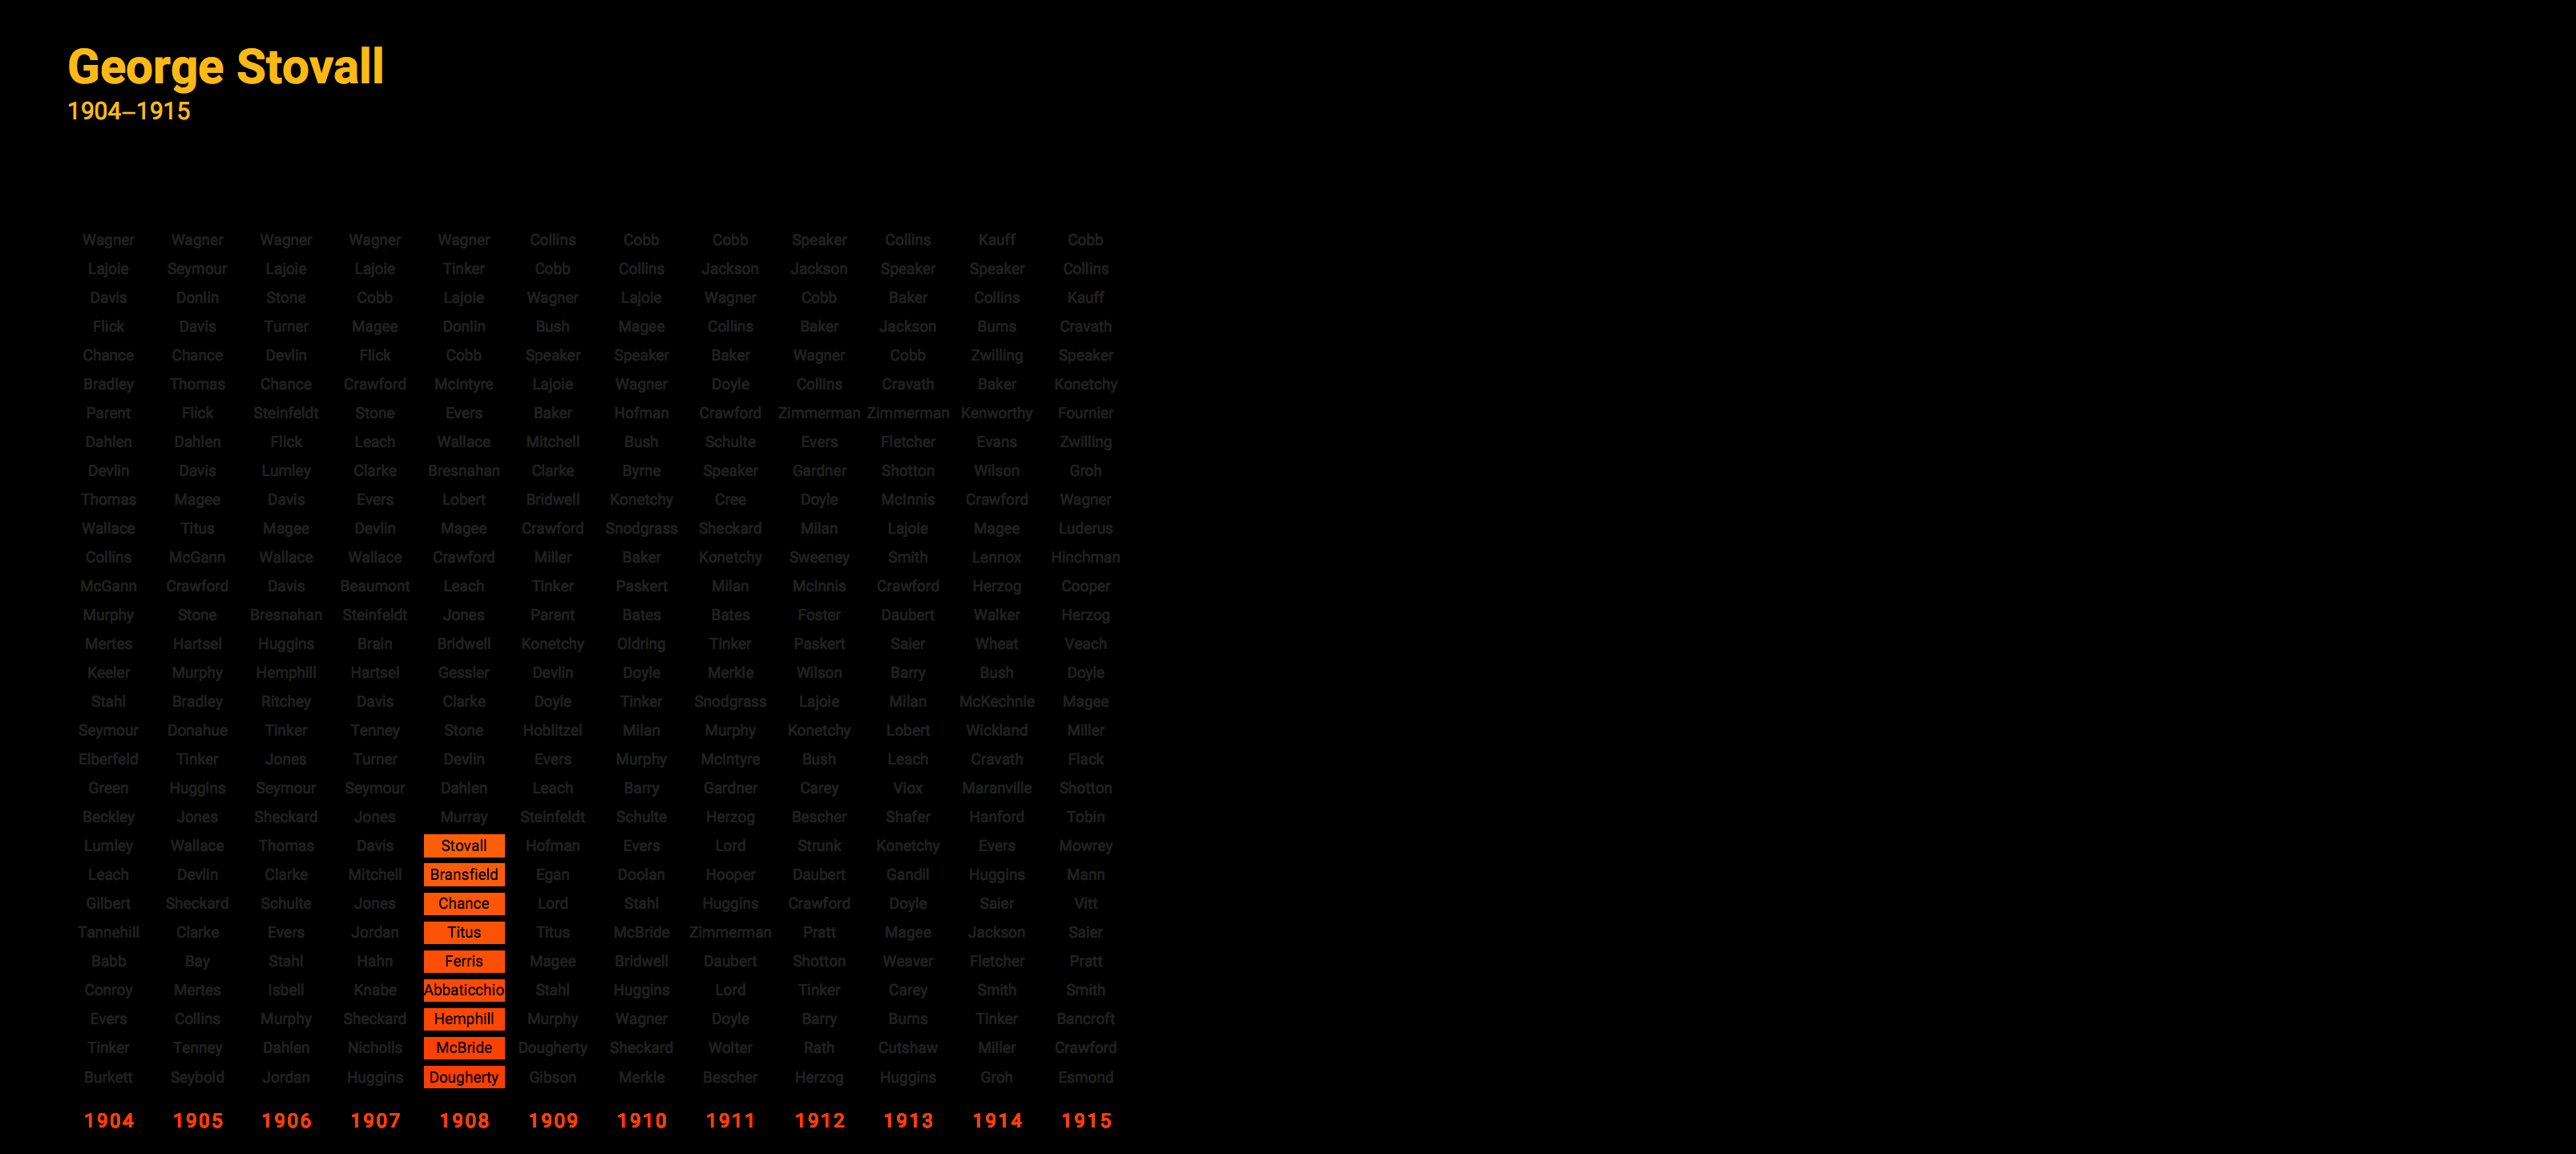 George Stovall
1904–1915
Wagner Wagner Wagner Wagner Wagner Collins Cobb Cobb Speaker Collins Kauff Cobb
Lajoie Seymour Lajoie Lajoie Tinker Cobb Collins Jackson Jackson Speaker Speaker Collins
Davis Donlin Stone Cobb Lajoie Wagner Lajoie Wagner Cobb Baker Collins Kauff
Flick Davis Turner Magee Donlin Bush Magee Collins Baker Jackson Burns Cravath
Chance Chance Devlin Flick Cobb Speaker Speaker Baker Wagner Cobb Zwilling Speaker
Bradley Thomas Chance Crawford McIntyre Lajoie Wagner Doyle Collins Cravath Baker Konetchy
Parent Flick Steinfeldt Stone Evers Baker Hofman Crawford Zimmerman Zimmerman Kenworthy Fournier
Dahlen Dahlen Flick Leach Wallace Mitchell Bush Schulte Evers Fletcher Evans Zwilling
Devlin Davis Lumley Clarke Bresnahan Clarke Byrne Speaker Gardner Shotton Wilson Groh
Thomas Magee Davis Evers Lobert Bridwell Konetchy Cree Doyle McInnis Crawford Wagner
Wallace Titus Magee Devlin Magee Crawford Snodgrass Sheckard Milan Lajoie Magee Luderus
Collins McGann Wallace Wallace Crawford Miller Baker Konetchy Sweeney Smith Lennox Hinchman
McGann Crawford Davis Beaumont Leach Tinker Paskert Milan McInnis Crawford Herzog Cooper
Murphy Stone Bresnahan Steinfeldt Jones Parent Bates Bates Foster Daubert Walker Herzog
Mertes Hartsel Huggins Brain Bridwell Konetchy Oldring Tinker Paskert Saier Wheat Veach
Keeler Murphy Hemphill Hartsel Gessler Devlin Doyle Merkle Wilson Barry Bush Doyle
Stahl Bradley Ritchey Davis Clarke Doyle Tinker Snodgrass Lajoie Milan McKechnie Magee
Seymour Donahue Tinker Tenney Stone Hoblitzel Milan Murphy Konetchy Lobert Wickland Miller
Elberfeld Tinker Jones Turner Devlin Evers Murphy McIntyre Bush Leach Cravath Flack
Green Huggins Seymour Seymour Dahlen Leach Barry Gardner Carey Viox Maranville Shotton
Beckley Jones Sheckard Jones Murray Steinfeldt Schulte Herzog Bescher Shafer Hanford Tobin
Lumley Wallace Thomas Davis Stovall Hofman Evers Lord Strunk Konetchy Evers Mowrey
Leach Devlin Clarke Mitchell Bransfield Egan Doolan Hooper Daubert Gandil Huggins Mann
Gilbert Sheckard Schulte Jones Chance Lord Stahl Huggins Crawford Doyle Saier Vitt
Tannehill Clarke Evers Jordan Titus Titus McBride Zimmerman Pratt Magee Jackson Saier
Babb Bay Stahl Hahn Ferris Magee Bridwell Daubert Shotton Weaver Fletcher Pratt
Conroy Mertes Isbell Knabe Abbaticchio Stahl Huggins Lord Tinker Carey Smith Smith
Evers Collins Murphy Sheckard Hemphill Murphy Wagner Doyle Barry Burns Tinker Bancroft
Tinker Tenney Dahlen Nicholls McBride Dougherty Sheckard Wolter Rath Cutshaw Miller Crawford
Burkett Seybold Jordan Huggins Dougherty Gibson Merkle Bescher Herzog Huggins Groh Esmond
1904 1905 1906 1907 1908 1909 1910 1911 1912 1913 1914 1915